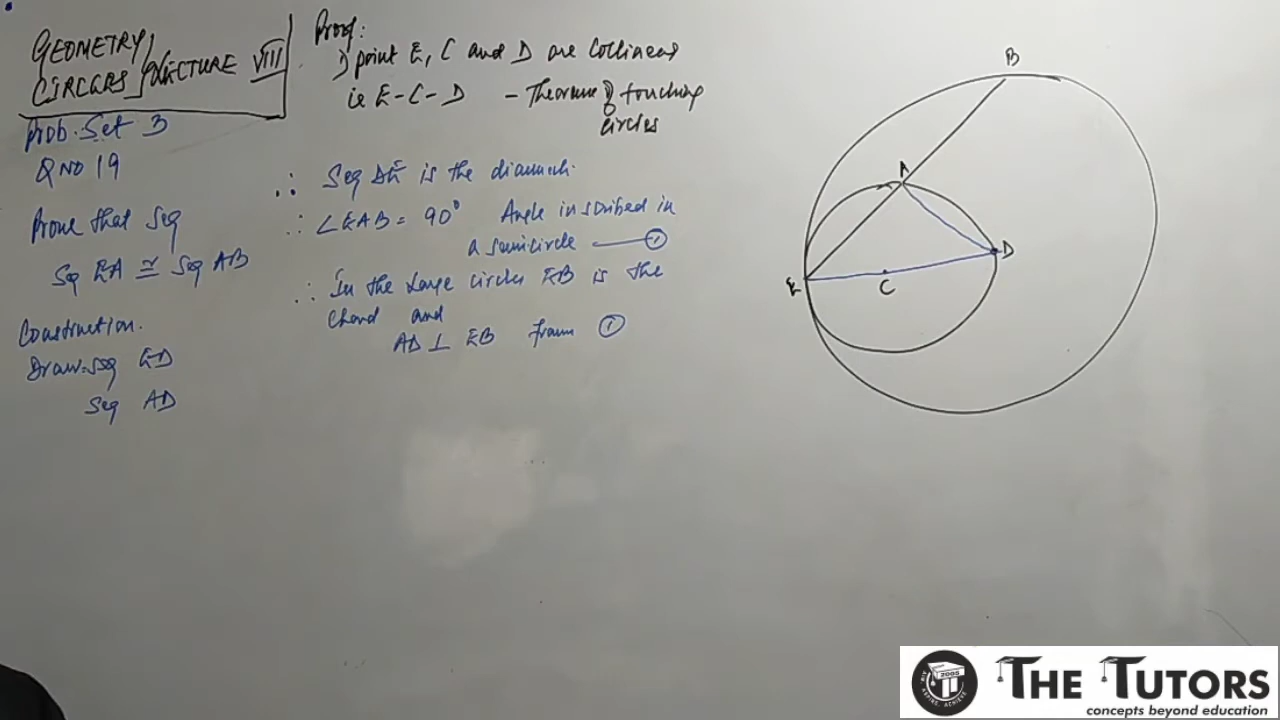 GEOMETRY
CIRCLES LECTURE VIII
Prob. Set 3
Q NO 19
Prove that seg
Seg EA ≅ Seg AB
Construction.
Draw seg ED
Seg AD
Proof:
1) point E, C and D are collinear
ie E-C-D - Theorem of touching
circles
∴ Seg DE is the
∴ ∠EAB = 90° Angle inscribed in
a semicircle — ①
∴ In the large circles EB is the
Chord and
AD ⊥ EB from ①
B
A
D
E
C
2005
THE TUTORS
concepts beyond education